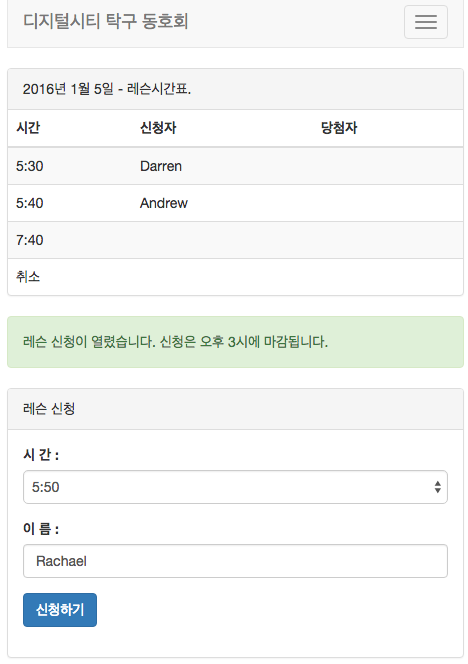 디지털시티 탁구 동호회
2016년 1월 5일 - 레슨시간표.
시간 신청자 당첨자
5:30 Darren
5:40 Andrew
7:40
취소
레슨 신청이 열렸습니다. 신청은 오후 3시에 마감됩니다.
레슨 신청
시 간 :
5:50
이 름 :
Rachael
신청하기